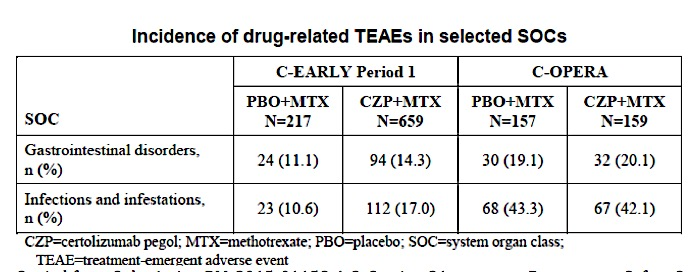 Incidence of drug-related TEAEs in selected SOCs
C-EARLY Period 1 C-OPERA
SOC PBO+MTX N=217 CZP+MTX N=659 PBO+MTX N=157 CZP+MTX N=159
Gastrointestinal disorders, n (%) 24 (11.1) 94 (14.3) 30 (19.1) 32 (20.1)
Infections and infestations, n (%) 23 (10.6) 112 (17.0) 68 (43.3) 67 (42.1)
CZP=certolizumab pegol; MTX=methotrexate; PBO=placebo; SOC=system organ class;
TEAE=treatment-emergent adverse event